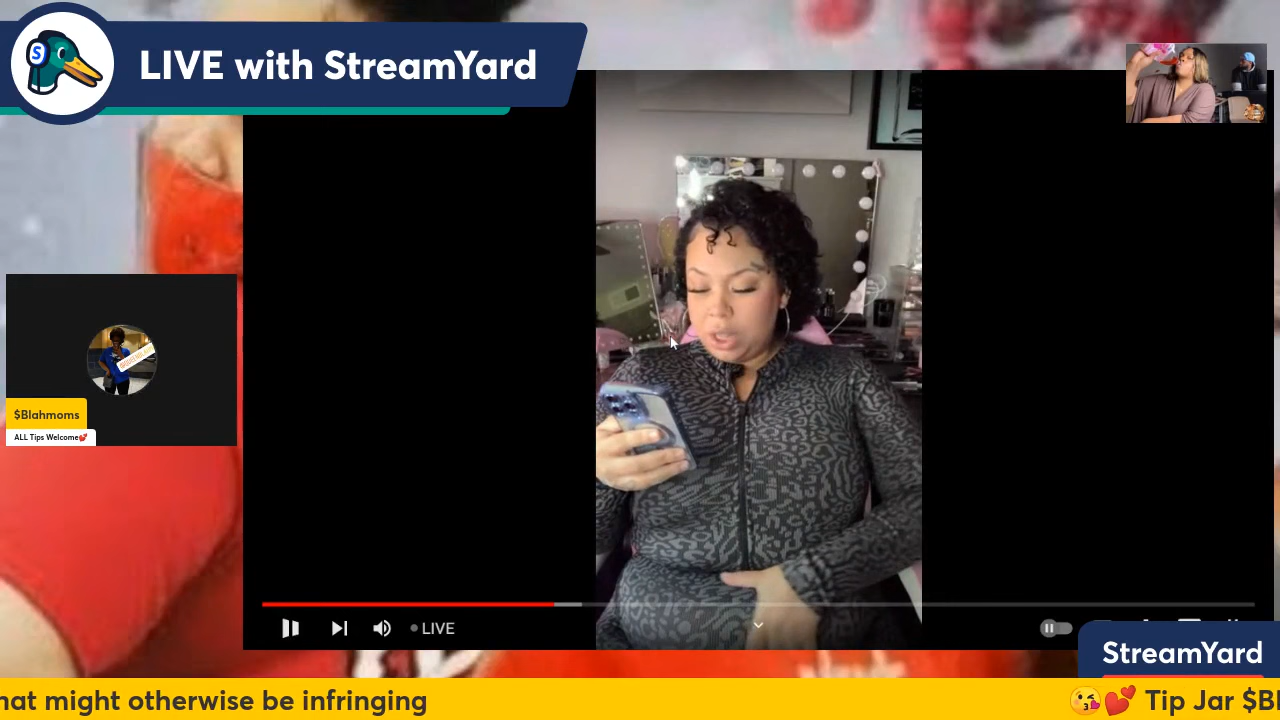 LIVE with StreamYard
S
$Blahmoms
ALL Tips Welcome💕
LIVE
StreamYard
hat might otherwise be infringing
😘💕 Tip Jar $Bl